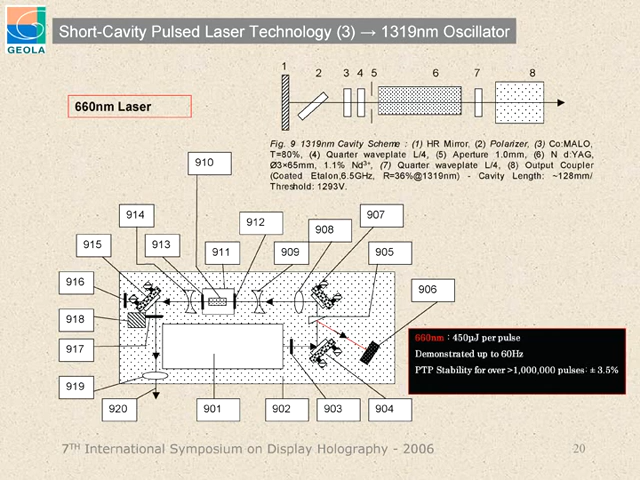 GEOLA
Short-Cavity Pulsed Laser Technology (3) → 1319nm Oscillator
660nm Laser
1 2 3 4 5 6 7 8
Fig. 9 1319nm Cavity Scheme : (1) HR Mirror, (2) Polarizer, (3) Co:MALO,
T=80%, (4) Quarter waveplate L/4, (5) Aperture 1.0mm, (6) N d:YAG,
Ø3×65mm, 1.1% Nd³⁺, (7) Quarter waveplate L/4, (8) Output Coupler
(Coated Etalon,6.5GHz, R=36%@1319nm) - Cavity Length: ~128mm/
Threshold: 1293V.
910
914 912 908 907
915 913 911 909 905
916
906
918
917
919
920 901 902 903 904
660nm : 450µJ per pulse
Demonstrated up to 60Hz
PTP Stability for over >1,000,000 pulses: ± 3.5%
7TH International Symposium on Display Holography - 2006
20